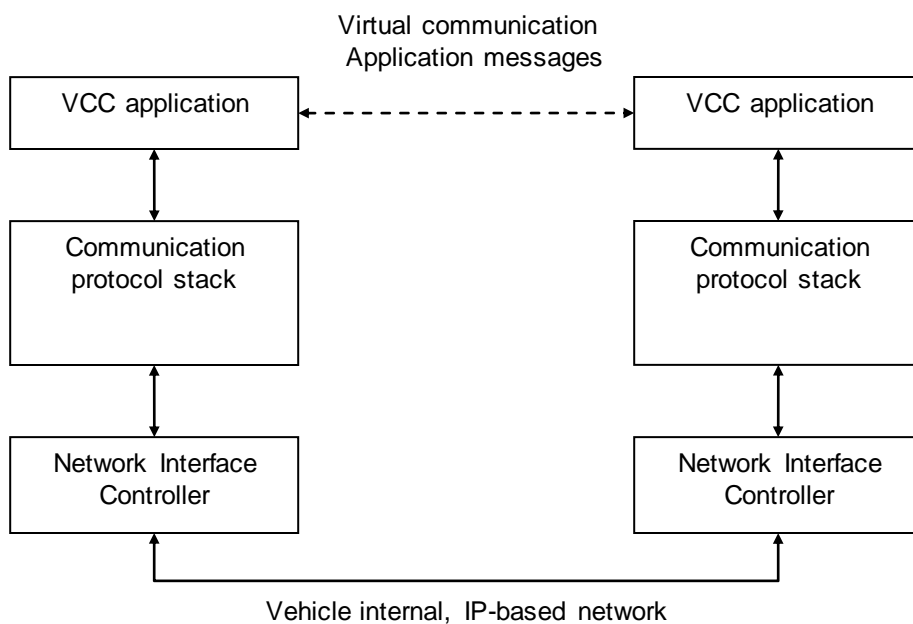 Virtual communication
Application messages
VCC application
VCC application
Communication
protocol stack
Communication
protocol stack
Network Interface
Controller
Network Interface
Controller
Vehicle internal, IP-based network